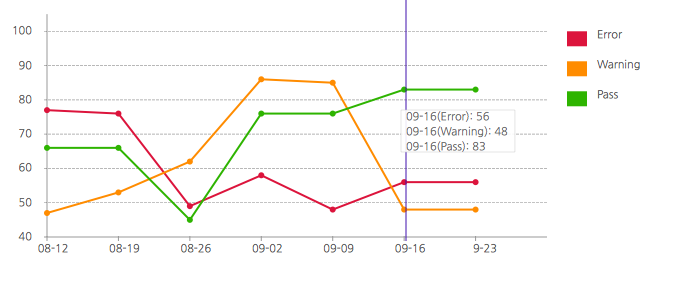 100
90
80
70
60
50
40
08-12 08-19 08-26 09-02 09-09 09-16 9-23
09-16(Error): 56
09-16(Warning): 48
09-16(Pass): 83
Error
Warning
Pass